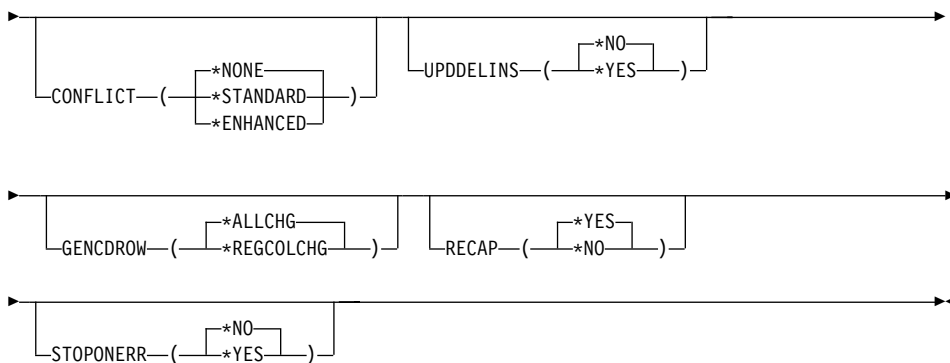 CONFLICT ( *NONE )
*STANDARD
*ENHANCED
UPDDELINS ( *NO )
*YES
GENCDROW ( *ALLCHG )
*REGCOLCHG
RECAP ( *YES )
*NO
STOPONERR ( *NO )
*YES